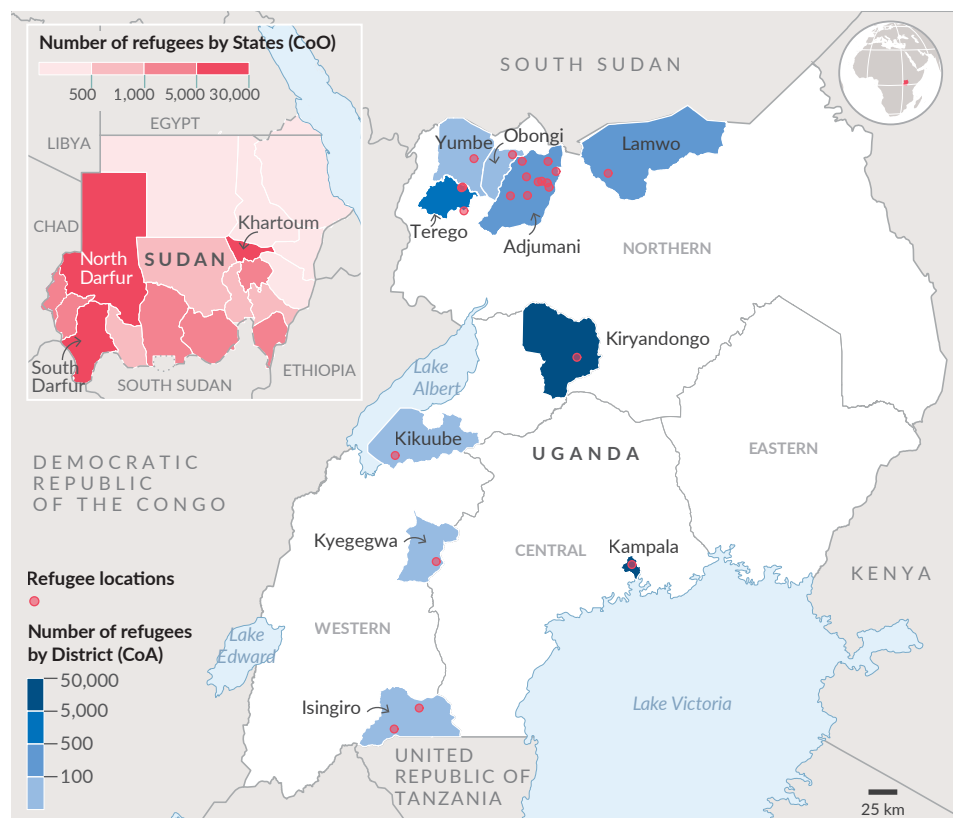 Number of refugees by States (CoO)
500 1,000 5,000 30,000
EGYPT
LIBYA
CHAD
Khartoum
North
Darfur
SUDAN
South
Darfur
SOUTH SUDAN
ETHIOPIA
SOUTH SUDAN
Yumbe
Obongi
Lamwo
Terego
Adjumani
NORTHERN
Kiryandongo
Lake
Albert
Kikuube
UGANDA
EASTERN
DEMOCRATIC
REPUBLIC
OF THE CONGO
Kyegegwa
CENTRAL
Kampala
KENYA
Refugee locations
WESTERN
Lake
Edward
Number of refugees
by District (CoA)
50,000
5,000
500
100
Isingiro
Lake Victoria
UNITED
REPUBLIC OF
TANZANIA
25 km